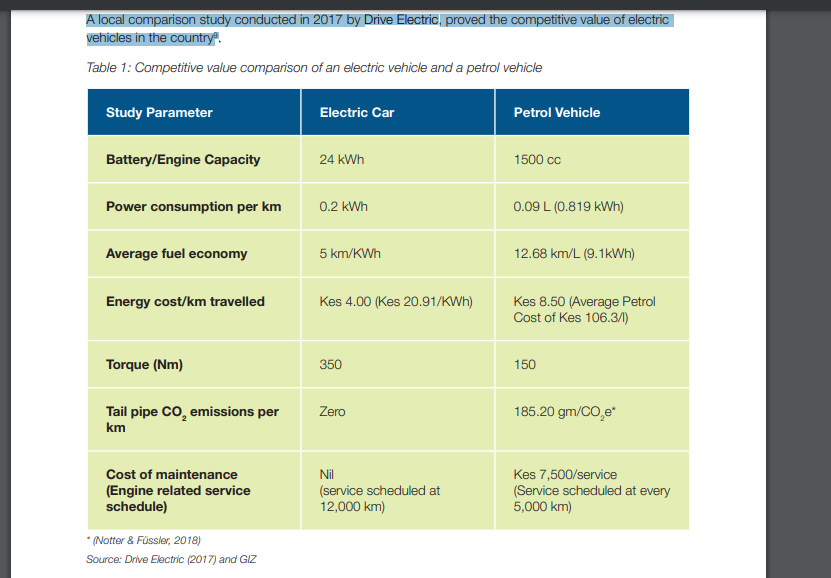 A local comparison study conducted in 2017 by Drive Electric, proved the competitive value of electric
vehicles in the country⁹.
Table 1: Competitive value comparison of an electric vehicle and a petrol vehicle
Study Parameter Electric Car Petrol Vehicle
Battery/Engine Capacity 24 kWh 1500 cc
Power consumption per km 0.2 kWh 0.09 L (0.819 kWh)
Average fuel economy 5 km/KWh 12.68 km/L (9.1kWh)
Energy cost/km travelled Kes 4.00 (Kes 20.91/KWh) Kes 8.50 (Average Petrol
Cost of Kes 106.3/l)
Torque (Nm) 350 150
Tail pipe CO₂ emissions per
km
Zero 185.20 gm/CO₂e*
Cost of maintenance
(Engine related service
schedule)
Nil
(service scheduled at
12,000 km)
Kes 7,500/service
(Service scheduled at every
5,000 km)
* (Notter & Füssler, 2018)
Source: Drive Electric (2017) and GIZ